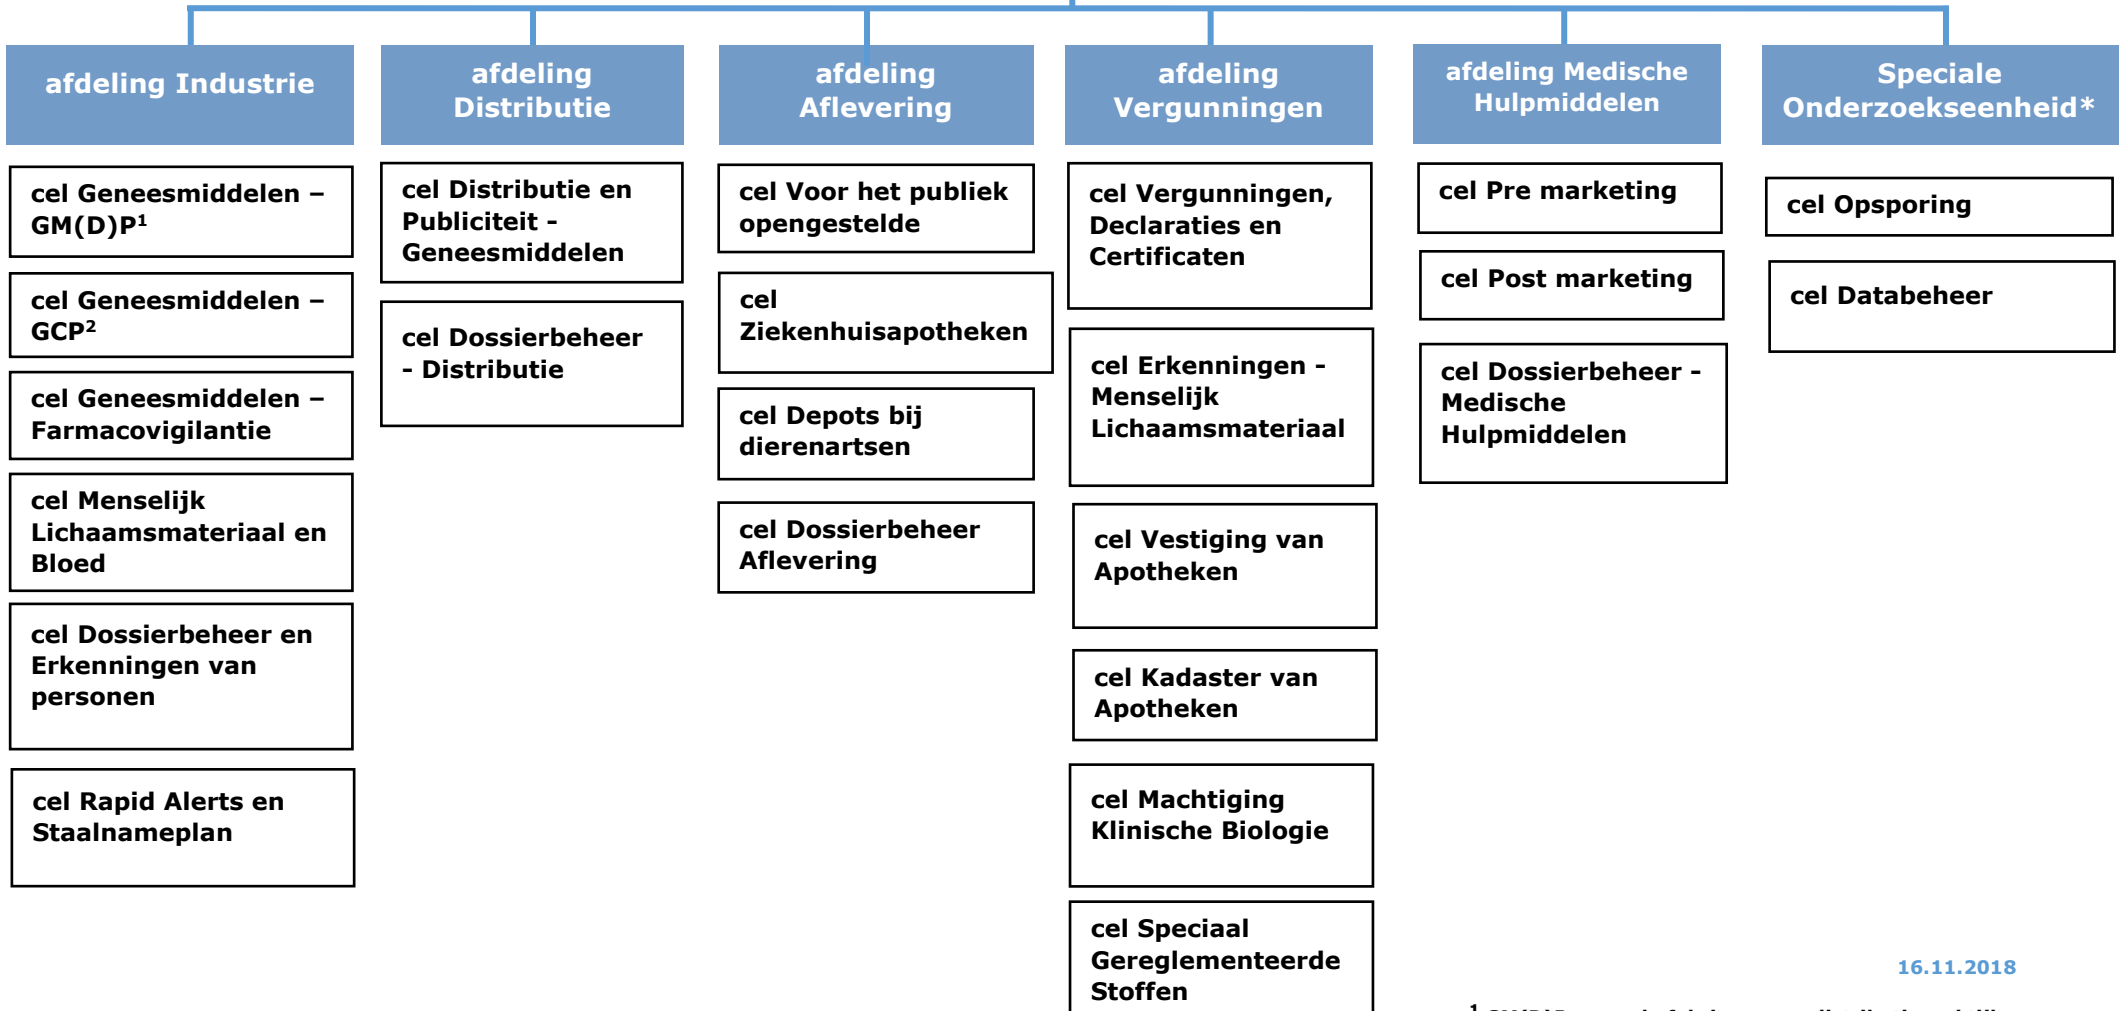 afdeling Industrie
cel Geneesmiddelen –
GM(D)P¹
cel Geneesmiddelen –
GCP²
cel Geneesmiddelen –
Farmacovigilantie
cel Menselijk
Lichaamsmateriaal en
Bloed
cel Dossierbeheer en
Erkenningen van
personen
cel Rapid Alerts en
Staalnameplan
afdeling
Distributie
cel Distributie en
Publiciteit -
Geneesmiddelen
cel Dossierbeheer
- Distributie
afdeling
Aflevering
cel Voor het publiek
opengestelde
cel
Ziekenhuisapotheken
cel Depots bij
dierenartsen
cel Dossierbeheer
Aflevering
afdeling
Vergunningen
cel Vergunningen,
Declaraties en
Certificaten
cel Erkenningen -
Menselijk
Lichaamsmateriaal
cel Vestiging van
Apotheken
cel Kadaster van
Apotheken
cel Machtiging
Klinische Biologie
cel Speciaal
Gereglementeerde
Stoffen
afdeling Medische
Hulpmiddelen
cel Pre marketing
cel Post marketing
cel Dossierbeheer -
Medische
Hulpmiddelen
Speciale
Onderzoekseenheid*
cel Opsporing
cel Databeheer
16.11.2018